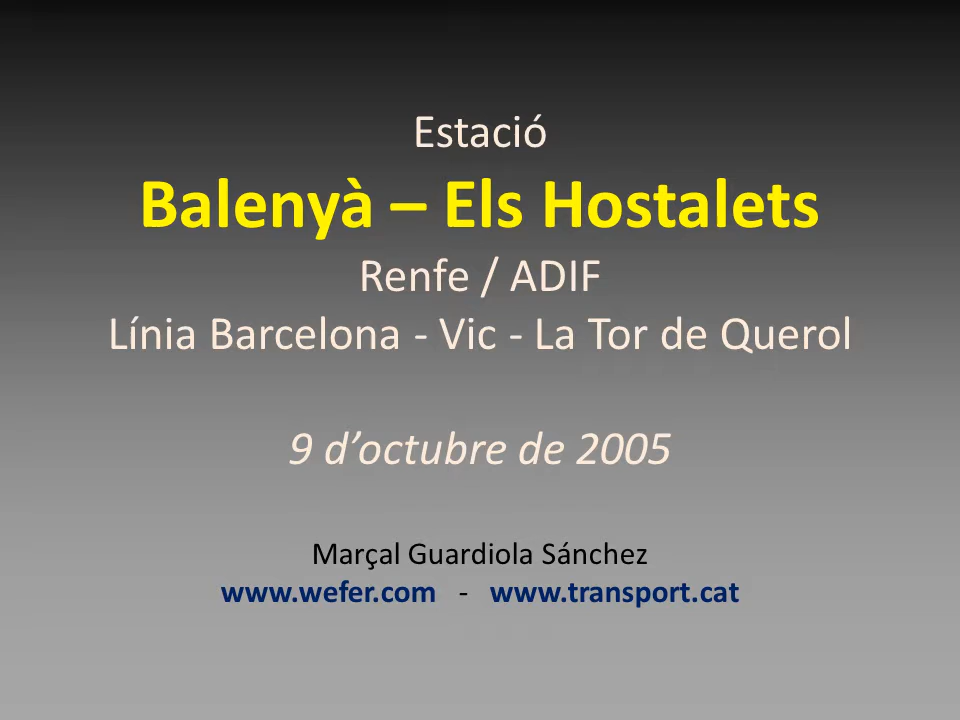 Estació
Balenyà – Els Hostalets
Renfe / ADIF
Línia Barcelona - Vic - La Tor de Querol
9 d’octubre de 2005
Marçal Guardiola Sánchez
www.wefer.com - www.transport.cat